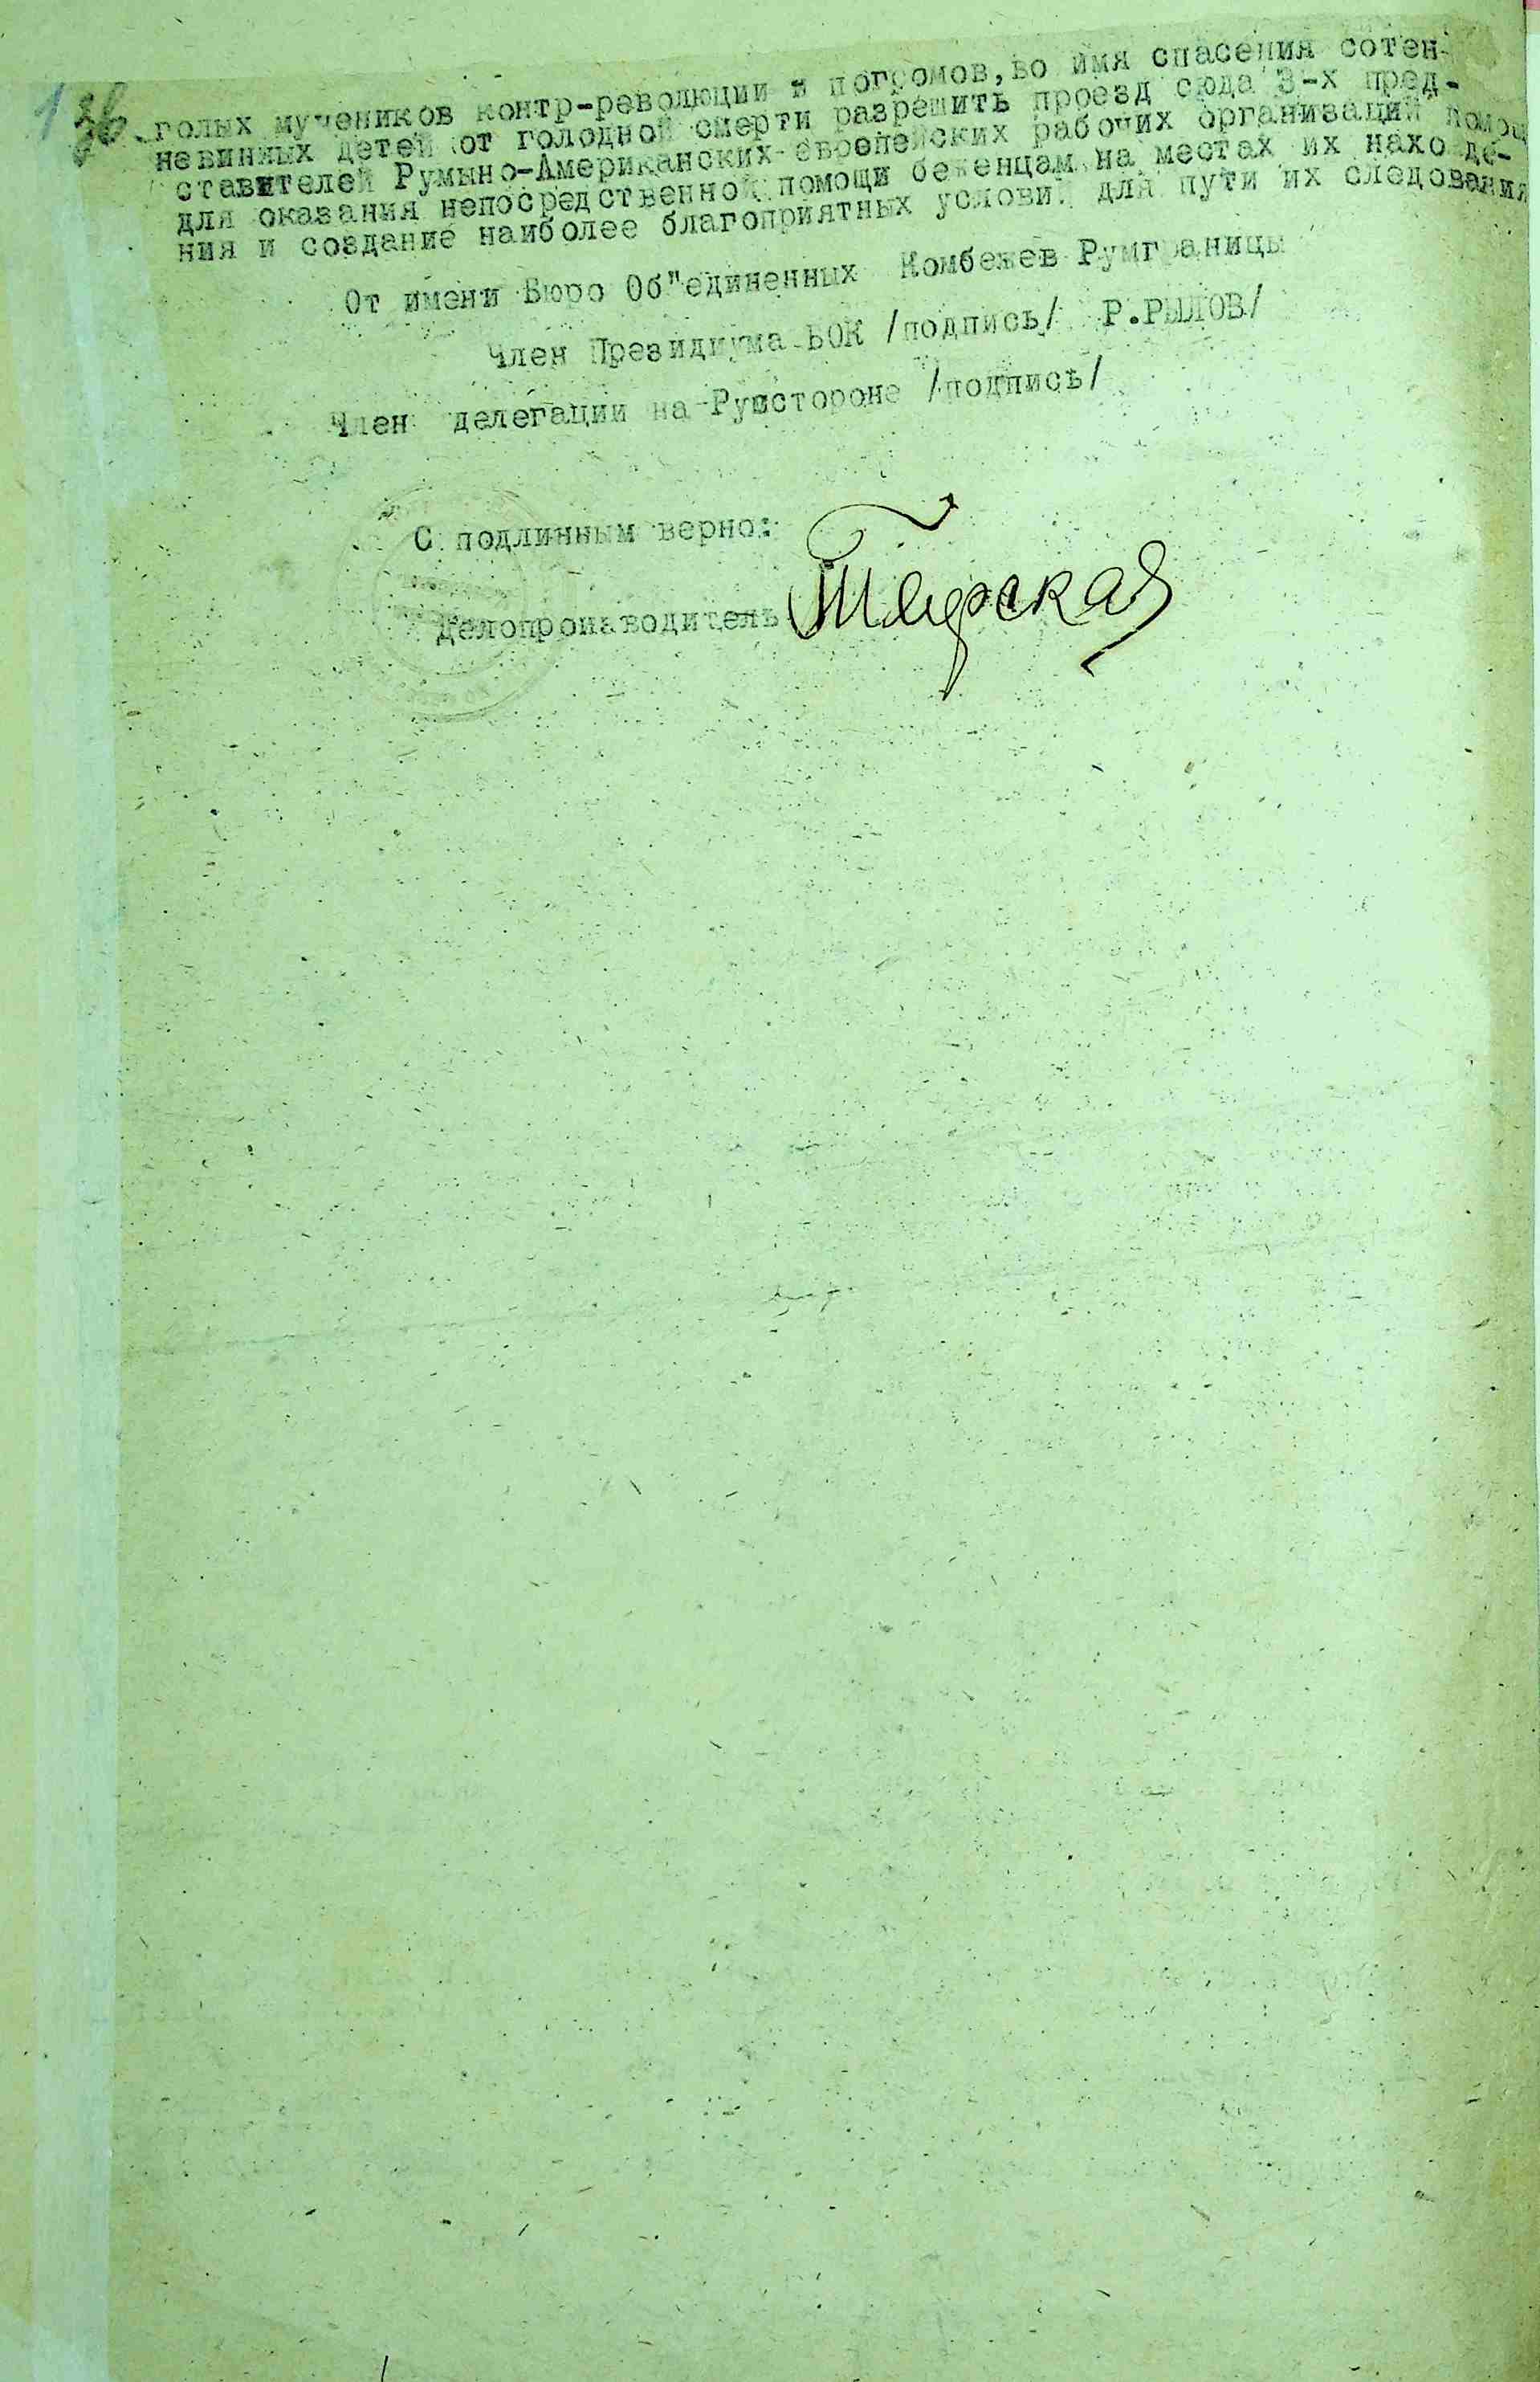 136
голых мучеников контр-революции и погромов, во имя спасения сотен
невинных детей от голодной смерти разрешить проезд сюда 3-х пред-
ставителей Румыно-Американских-европейских рабочих организаций помощи
для оказания непосредственной помощи беженцам на местах их нахожде-
ния и создание наиболее благоприятных условий для пути их следования
От имени Бюро Об"единенных Комбежев Румграницы
Член Президиума БОК /подпись/ Р.РЫЛОВ/
Член делегации на Румстороне /подпись/
С подлинным верно:
Делопроизводитель